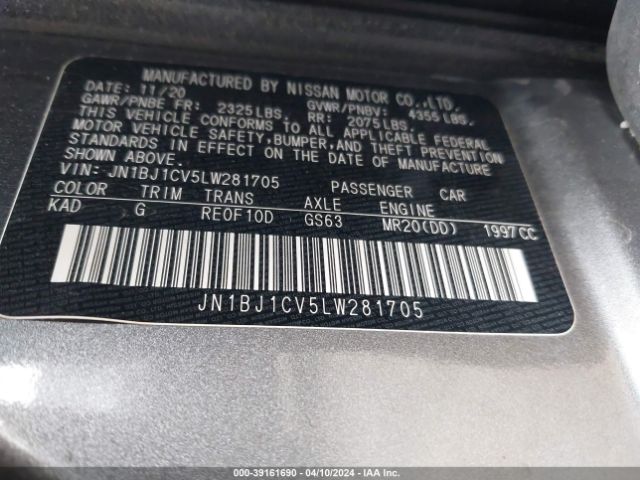 MANUFACTURED BY NISSAN MOTOR CO.,LTD.
DATE: 11/20 GVWR/PNBV: 4355 LBS.
GAWR/PNBE FR: 2325LBS. RR: 2075LBS.
THIS VEHICLE CONFORMS TO ALL APPLICABLE FEDERAL
MOTOR VEHICLE SAFETY,BUMPER,AND THEFT PREVENTION
STANDARDS IN EFFECT ON THE DATE OF MANUFACTURE
SHOWN ABOVE.
VIN: JN1BJ1CV5LW281705 PASSENGER CAR
COLOR TRIM TRANS AXLE ENGINE
KAD G RE0F10D GS63 MR20(DD) 1997CC
JN1BJ1CV5LW281705
000-39161690 - 04/10/2024 - IAA Inc.